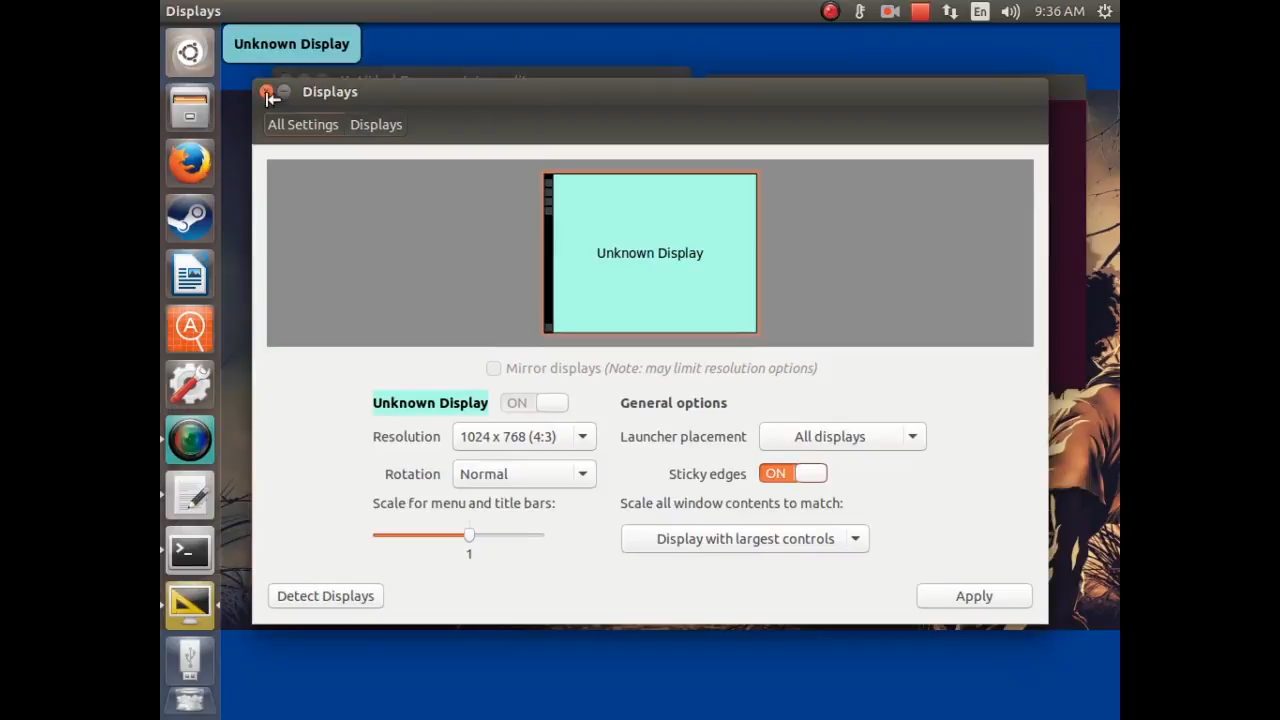 Displays
En
9:36 AM
Unknown Display
Displays
All Settings
Displays
Unknown Display
Mirror displays (Note: may limit resolution options)
Unknown Display
ON
General options
Resolution
1024 x 768 (4:3)
Launcher placement
All displays
Rotation
Normal
Sticky edges
ON
Scale for menu and title bars:
Scale all window contents to match:
1
Display with largest controls
Detect Displays
Apply